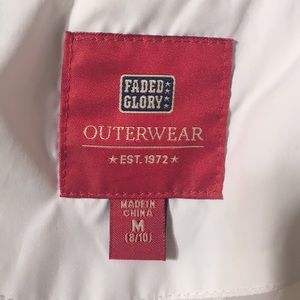 FADED
GLORY
OUTERWEAR
★ EST. 1972 ★
MADE IN
CHINA
M
(8/10)